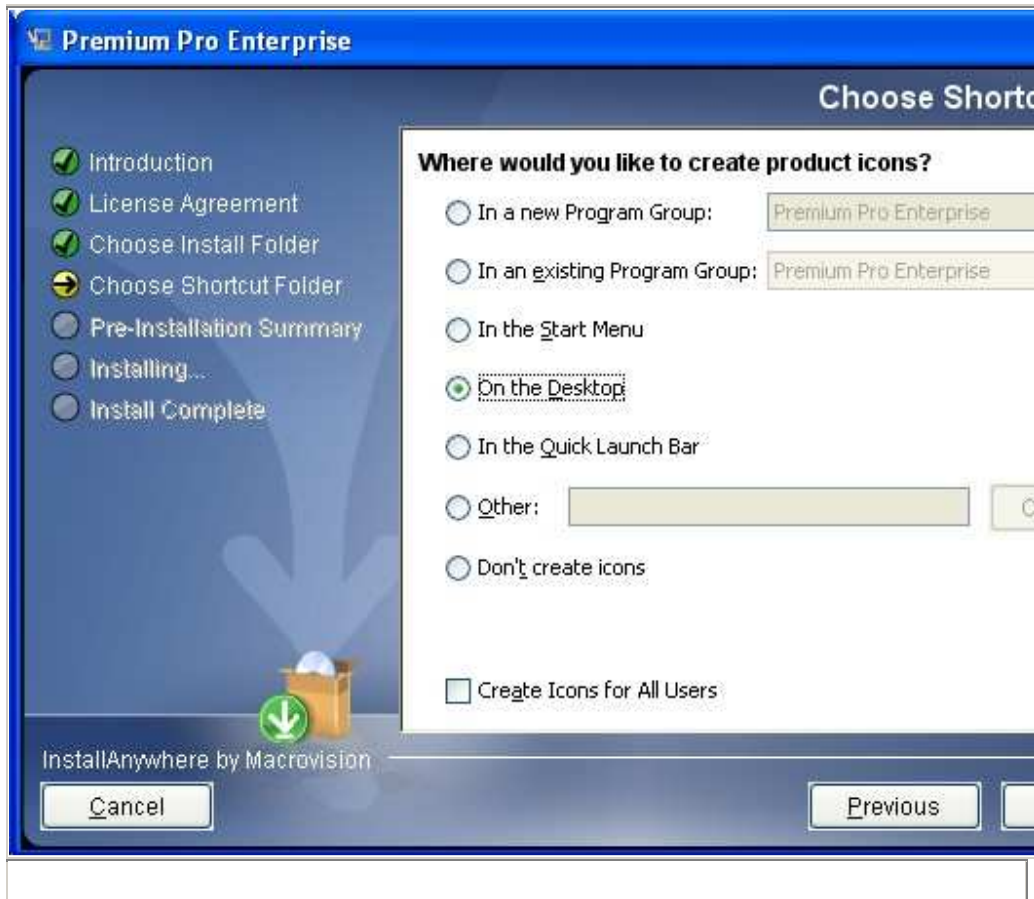 Premium Pro Enterprise
Choose Shortc
Introduction
License Agreement
Choose Install Folder
Choose Shortcut Folder
Pre-Installation Summary
Installing...
Install Complete
Where would you like to create product icons?
In a new Program Group: Premium Pro Enterprise
In an existing Program Group: Premium Pro Enterprise
In the Start Menu
On the Desktop
In the Quick Launch Bar
Other:
Don't create icons
Create Icons for All Users
InstallAnywhere by Macrovision
Cancel
Previous